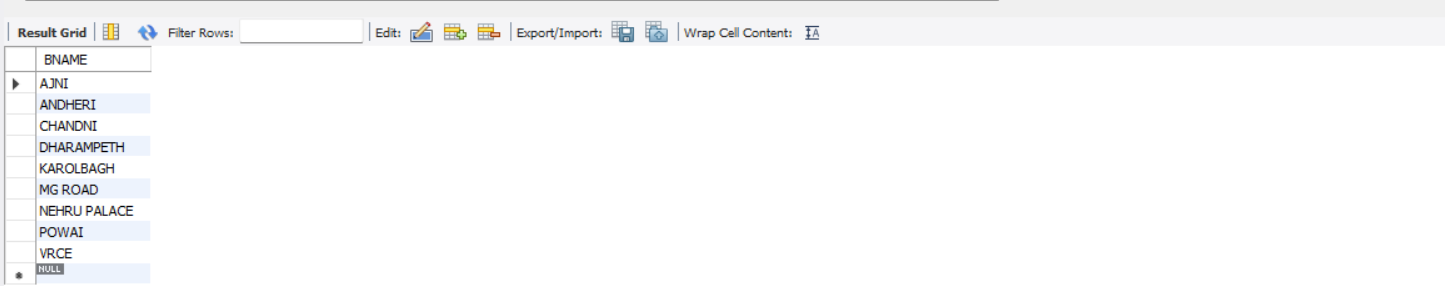 Result Grid Filter Rows: Edit: Export/Import: Wrap Cell Content: IA
BNAME
AJNI
ANDHERI
CHANDNI
DHARAMPETH
KAROLBAGH
MG ROAD
NEHRU PALACE
POWAI
VRCE
NULL